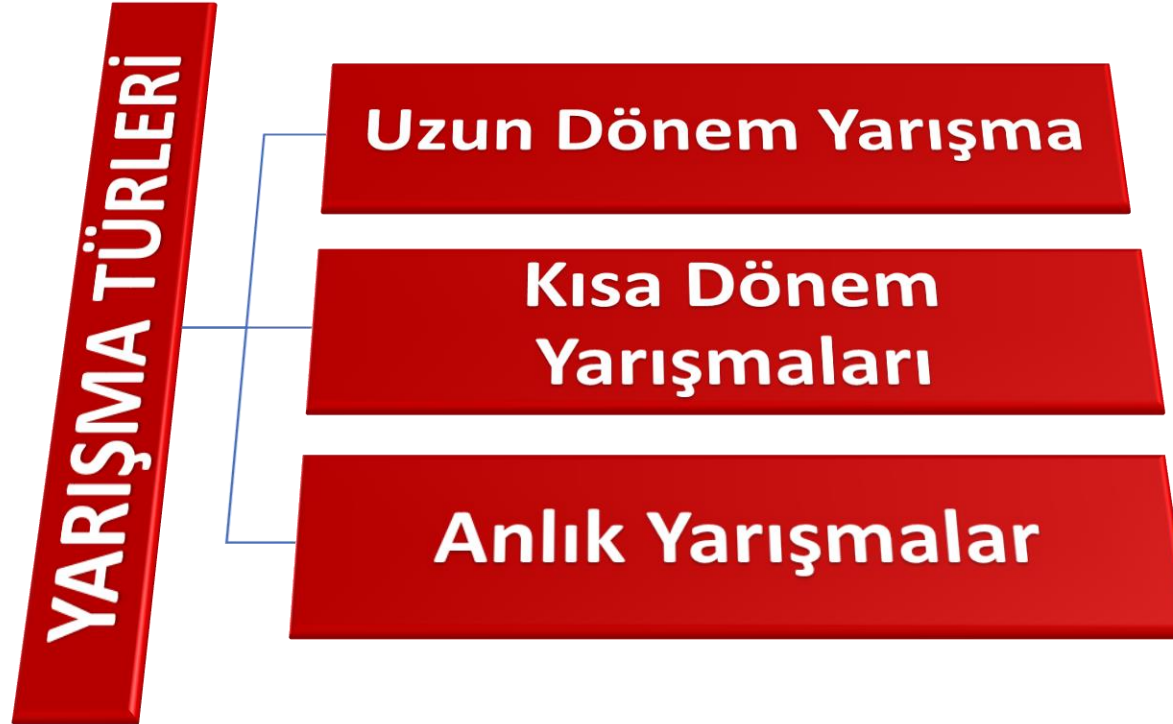 YARIŞMA TÜRLERİ
Uzun Dönem Yarışma
Kısa Dönem
Yarışmaları
Anlık Yarışmalar